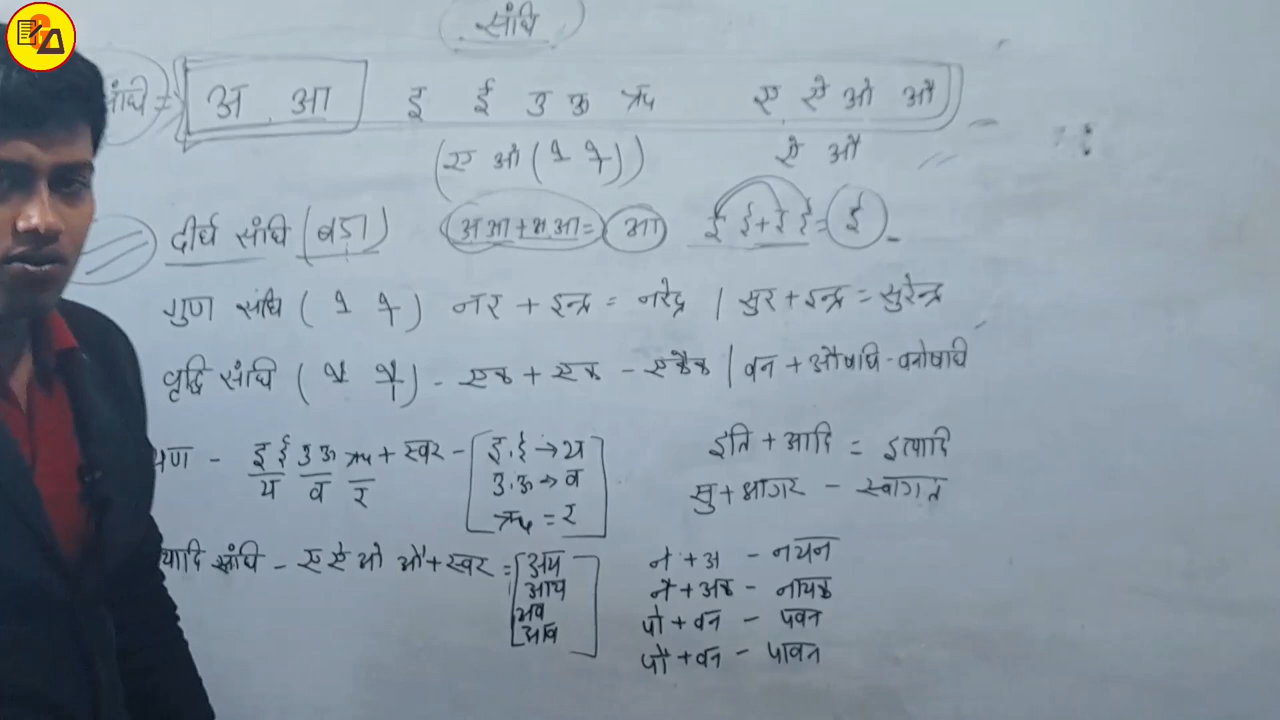 संधि
संधि = अ आ इ ई उ ऊ ऋ ए ऐ ओ औ
(ए ओ (े ो)) ऐ औ
दीर्घ संधि (बडा) अ आ + अ आ = आ इ ई + इ ई = ई
गुण संधि ( े ो ) नर + इन्द्र = नरेन्द्र | सुर + इन्द्र = सुरेन्द्र
वृद्धि संधि ( ै ौ ) - एक + एक - एकैक | वन + औषधि - वनोषधि
यण - इ ई उ ऊ ऋ + स्वर - [ इ . ई → य इति + आदि = इत्यादि
य व र उ . ऊ → व सु + आगत - स्वागत
ऋ = र ]
यादि संधि - ए ऐ ओ औ + स्वर = [ अय ने + अ - नयन
आय नै + अक - नायक
अव पो + वन - पवन
आव ] पौ + वन - पावन